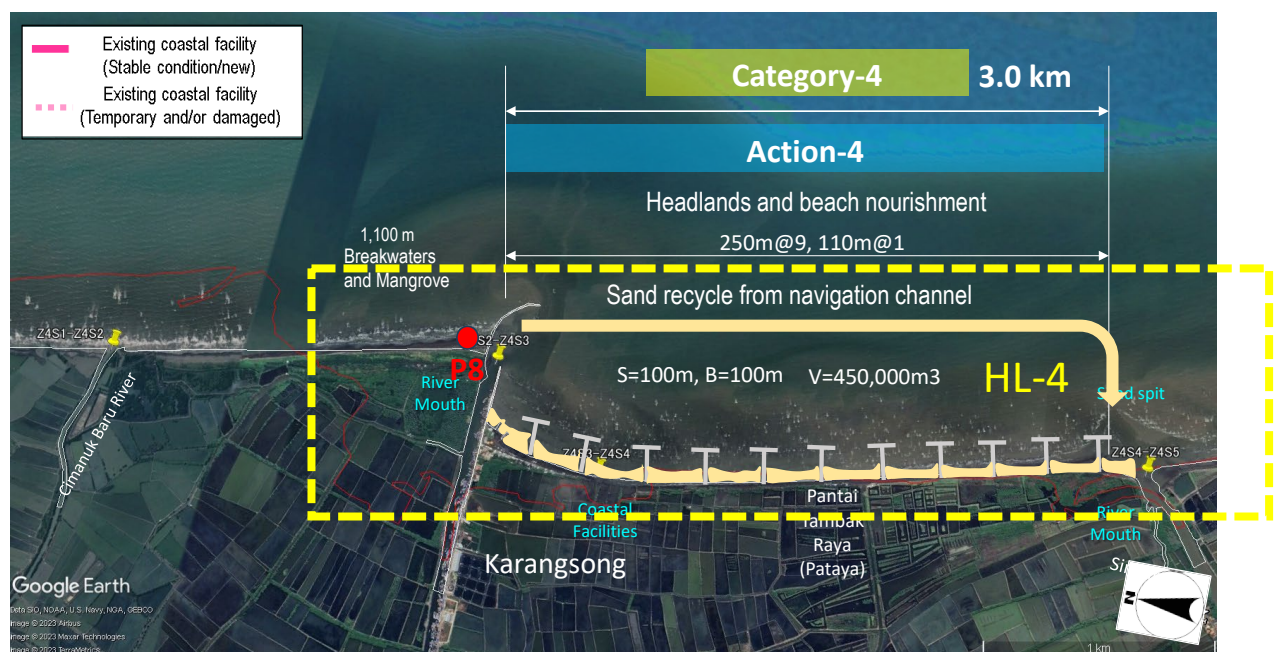 Existing coastal facility
(Stable condition/new)
Existing coastal facility
(Temporary and/or damaged)
Category-4
3.0 km
Action-4
Headlands and beach nourishment
250m@9, 110m@1
1,100 m
Breakwaters
and Mangrove
Sand recycle from navigation channel
Z4S1-Z4S2
S2-Z4S3
P8
S=100m, B=100m
V=450,000m3
HL-4
River
Mouth
spit
Cimanuk Baru River
Z4S3-Z4S4
Z4S4-Z4S5
Coastal
Facilities
Pantai
Tambak
Raya
(Pataya)
River
Mouth
Karangsong
N
Google Earth
Data SIO, NOAA, U.S. Navy, NGA, GEBCO
Image © 2023 Airbus
Image © 2023 Maxar Technologies
Image © 2023 TerraMetrics
1 km